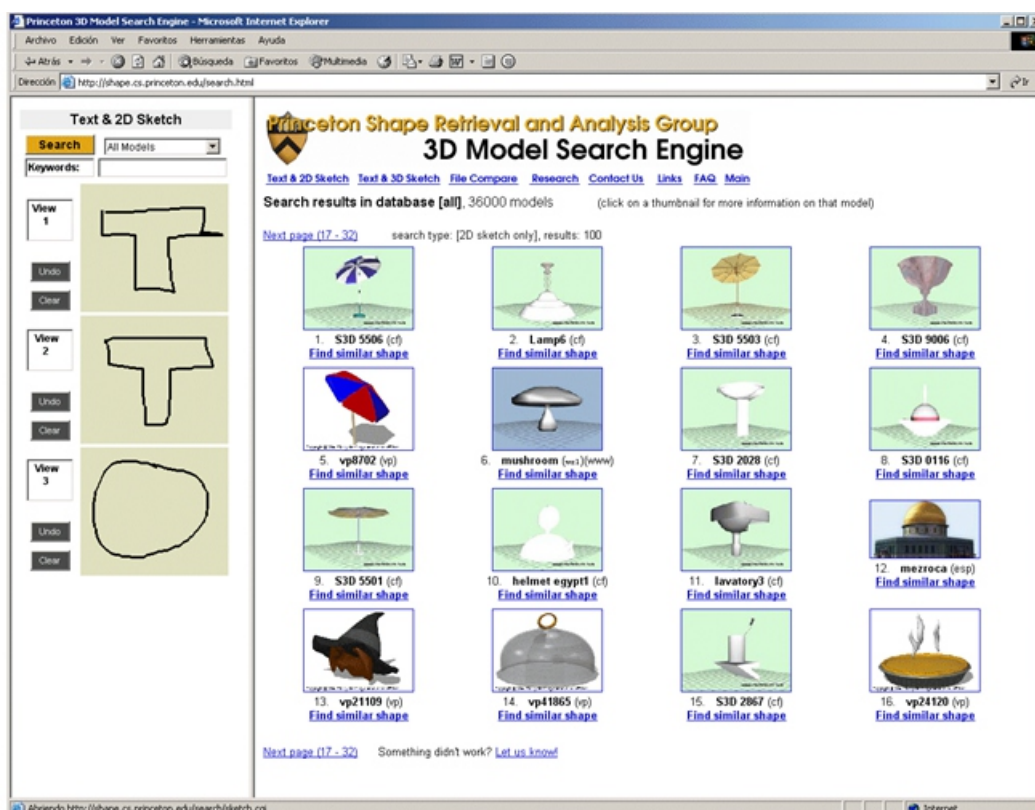 Princeton 3D Model Search Engine - Microsoft Internet Explorer
Archivo Edición Ver Favoritos Herramientas Ayuda
Atrás Búsqueda Favoritos Multimedia
Dirección http://shape.cs.princeton.edu/search.html Ir
Text & 2D Sketch
Search All Models
Keywords:
View 1
Undo
Clear
View 2
Undo
Clear
View 3
Undo
Clear
Princeton Shape Retrieval and Analysis Group
3D Model Search Engine
Text & 2D Sketch Text & 3D Sketch File Compare Research Contact Us Links FAQ Main
Search results in database [all], 36000 models (click on a thumbnail for more information on that model)
Next page (17 - 32) search type: [2D sketch only], results: 100
1. S3D 5506 (cf) 2. Lamp6 (cf) 3. S3D 5503 (cf) 4. S3D 9006 (cf)
Find similar shape Find similar shape Find similar shape Find similar shape
5. vp8702 (vp) 6. mushroom (wrl)(www) 7. S3D 2028 (cf) 8. S3D 0116 (cf)
Find similar shape Find similar shape Find similar shape Find similar shape
9. S3D 5501 (cf) 10. helmet egypt1 (cf) 11. lavatory3 (cf) 12. mezroca (esp)
Find similar shape Find similar shape Find similar shape Find similar shape
13. vp21109 (vp) 14. vp41865 (vp) 15. S3D 2867 (cf) 16. vp24120 (vp)
Find similar shape Find similar shape Find similar shape Find similar shape
Next page (17 - 32) Something didn't work? Let us know!
Abriendo http://shape.cs.princeton.edu/search/sketch.cgi Internet